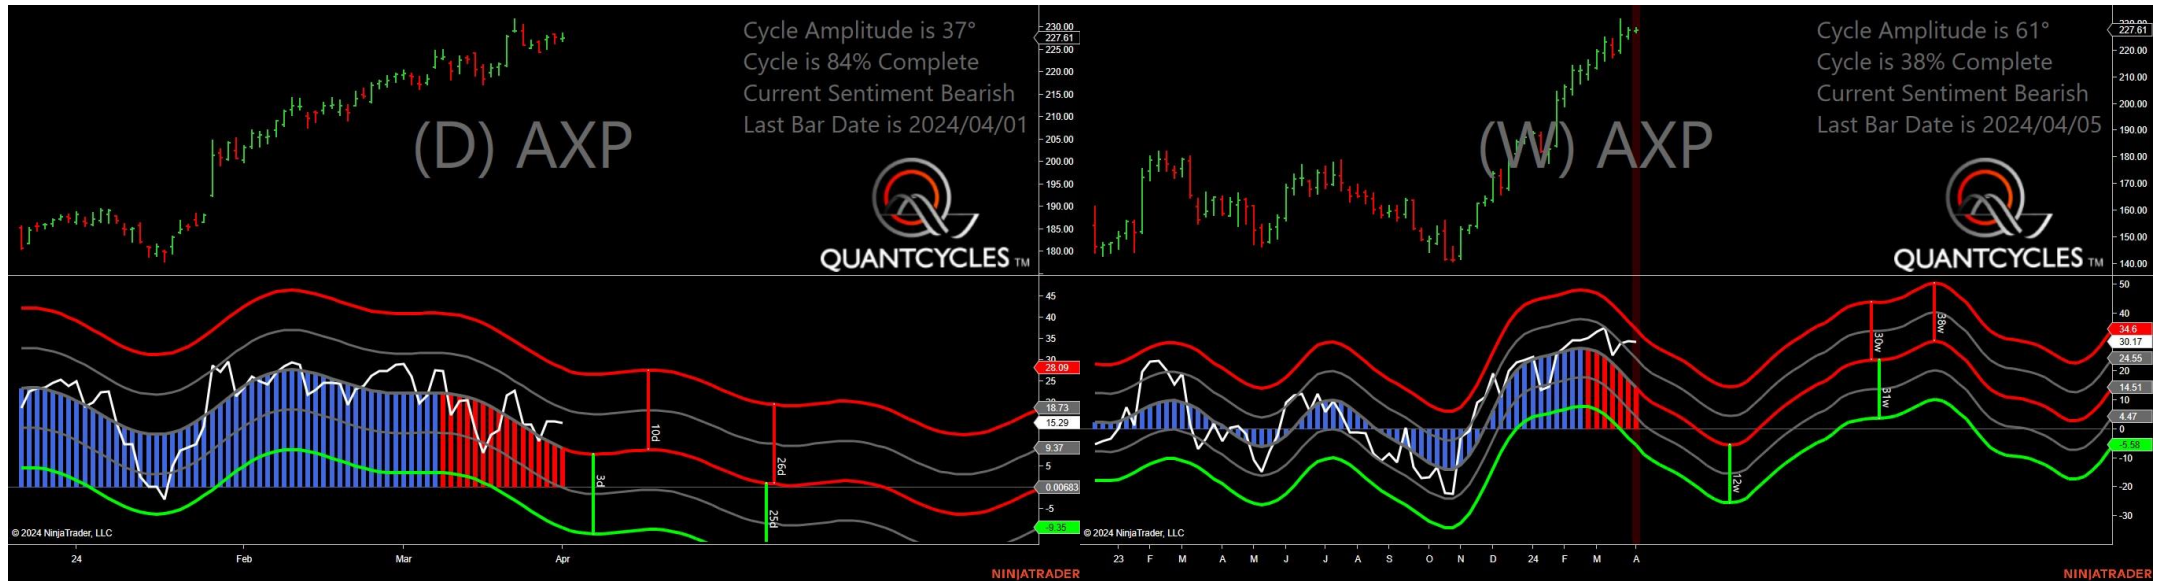 Cycle Amplitude is 37°
Cycle is 84% Complete
Current Sentiment Bearish
Last Bar Date is 2024/04/01
(D) AXP
QUANTCYCLES TM
230.00
227.61
225.00
220.00
215.00
210.00
205.00
200.00
195.00
190.00
185.00
180.00
45
40
35
30
28.09
25
18.73
15.29
9.37
5
0.00683
-5
-9.35
3d
10d
26d
25d
© 2024 NinjaTrader, LLC
24 Feb Mar Apr
NINJATRADER
Cycle Amplitude is 61°
Cycle is 38% Complete
Current Sentiment Bearish
Last Bar Date is 2024/04/05
(W) AXP
QUANTCYCLES TM
230.00
227.61
220.00
210.00
200.00
190.00
180.00
170.00
160.00
150.00
140.00
50
40
34.6
30.17
24.55
20
14.51
10
4.47
0
-5.58
-10
-20
-30
12w
30w
31w
38w
© 2024 NinjaTrader, LLC
23 F M A M J J A S O N D 24 F M A
NINJATRADER